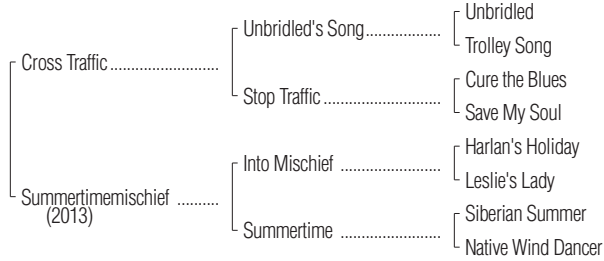 Unbridled
Unbridled's Song
Trolley Song
Cross Traffic
Cure the Blues
Stop Traffic
Save My Soul
Harlan's Holiday
Into Mischief
Leslie's Lady
Summertimemischief
(2013)
Siberian Summer
Summertime
Native Wind Dancer